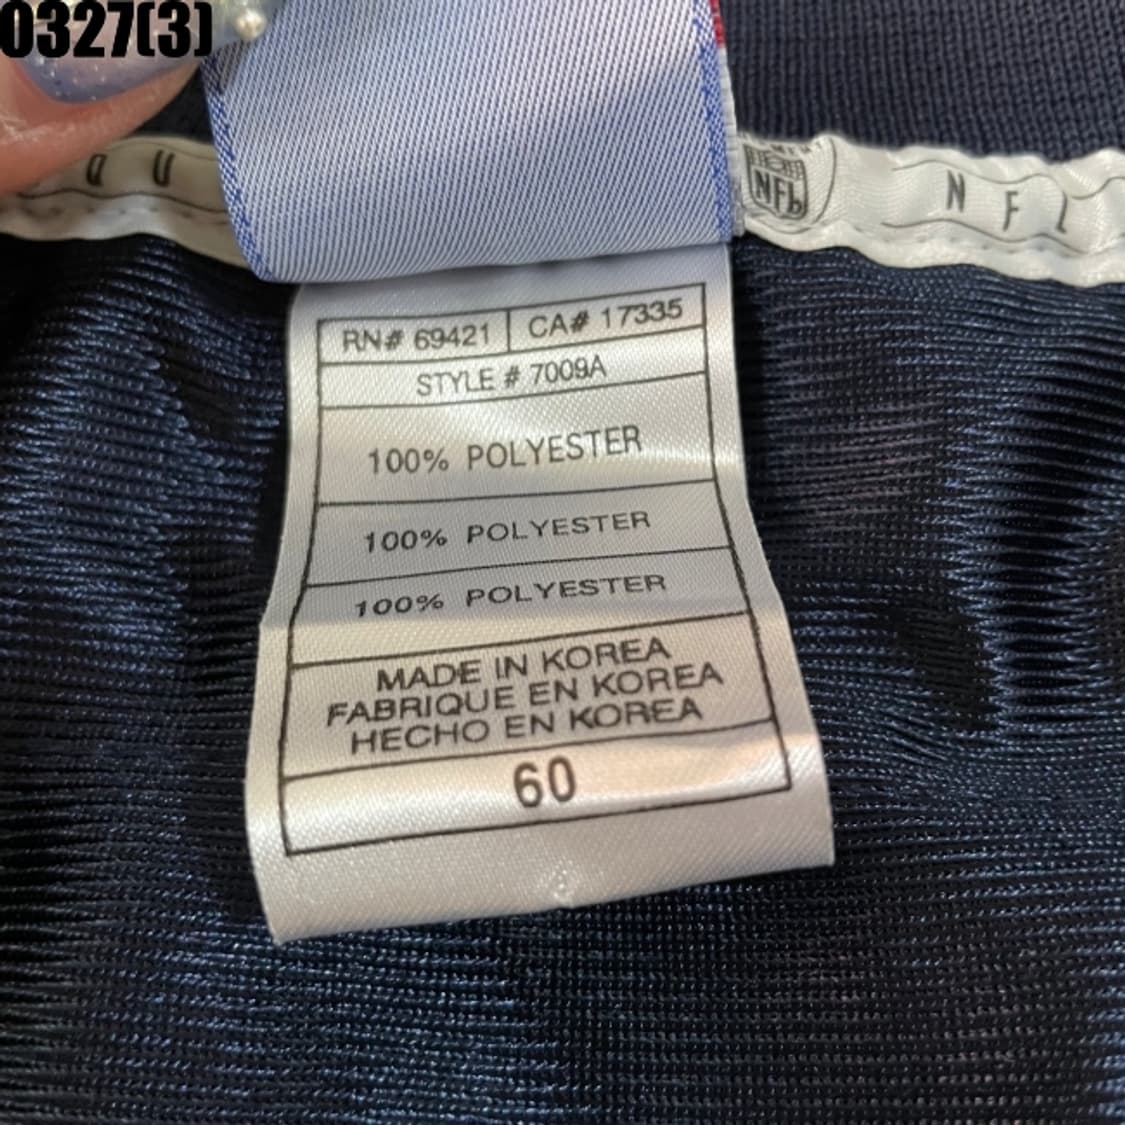 0327(3)
NFL
N F L
RN# 69421 CA# 17335
STYLE # 7009A
100% POLYESTER
100% POLYESTER
100% POLYESTER
MADE IN KOREA
FABRIQUE EN KOREA
HECHO EN KOREA
60